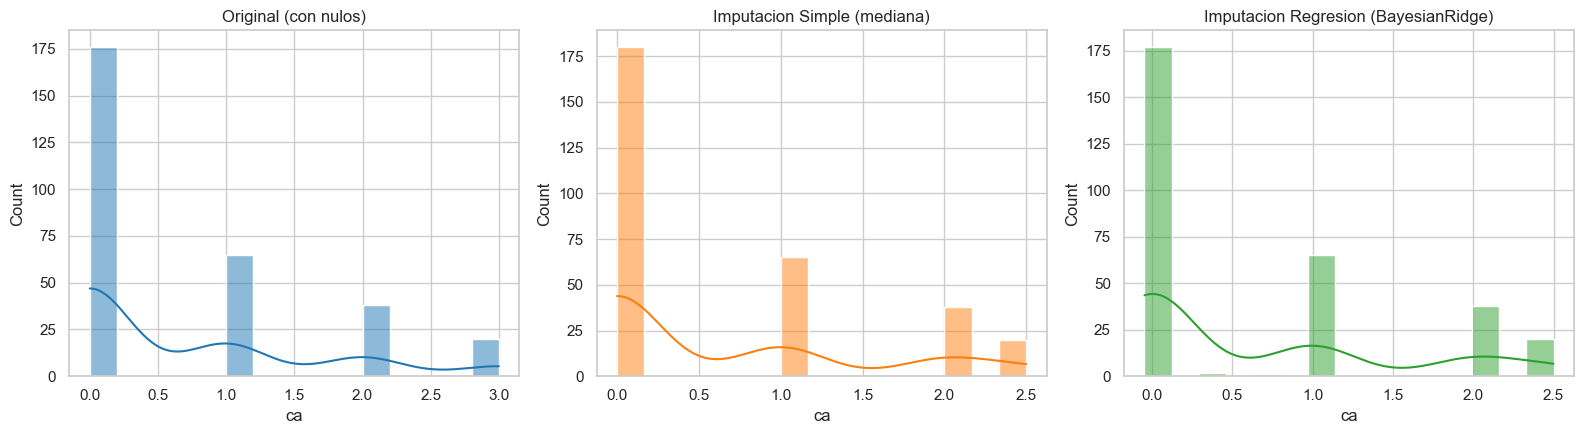 Original (con nulos)
175
150
125
100
75
50
25
0
Count
0.0 0.5 1.0 1.5 2.0 2.5 3.0
ca
Imputacion Simple (mediana)
175
150
125
100
75
50
25
0
Count
0.0 0.5 1.0 1.5 2.0 2.5
ca
Imputacion Regresion (BayesianRidge)
175
150
125
100
75
50
25
0
Count
0.0 0.5 1.0 1.5 2.0 2.5
ca